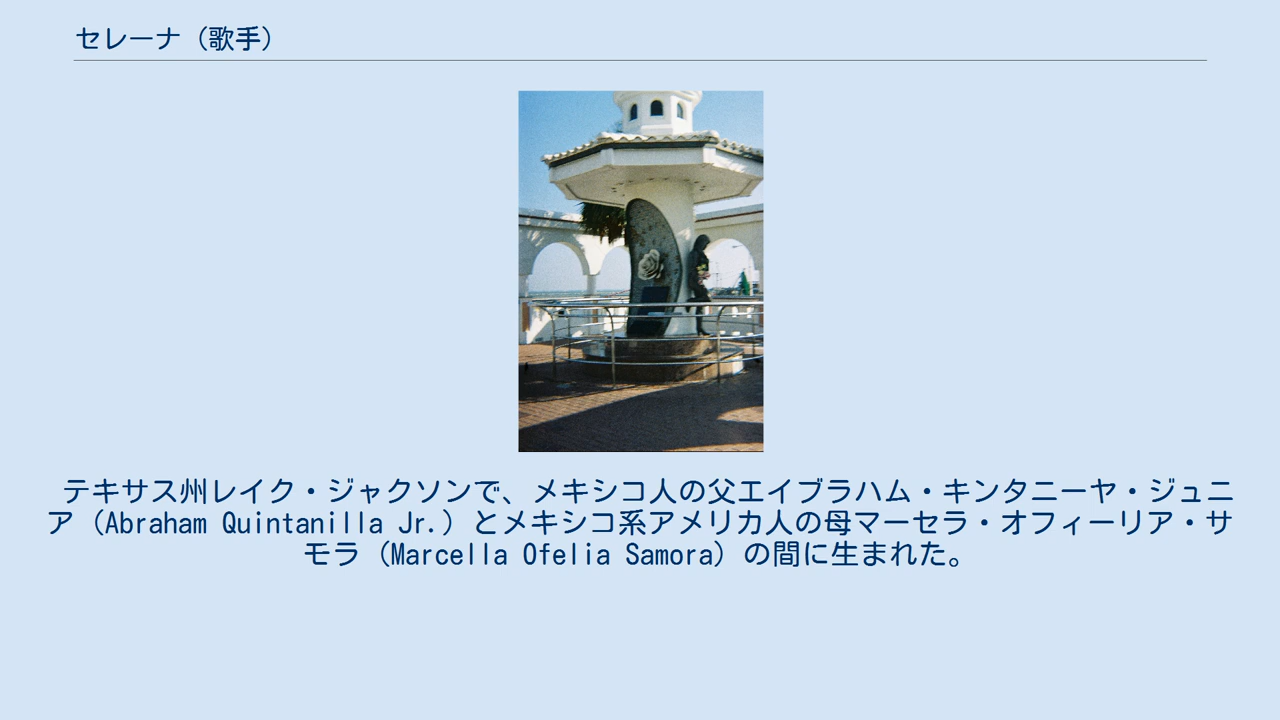 セレーナ（歌手）
テキサス州レイク・ジャクソンで、メキシコ人の父エイブラハム・キンタニーヤ・ジュニ
ア（Abraham Quintanilla Jr.）とメキシコ系アメリカ人の母マーセラ・オフィーリア・サ
モラ（Marcella Ofelia Samora）の間に生まれた。